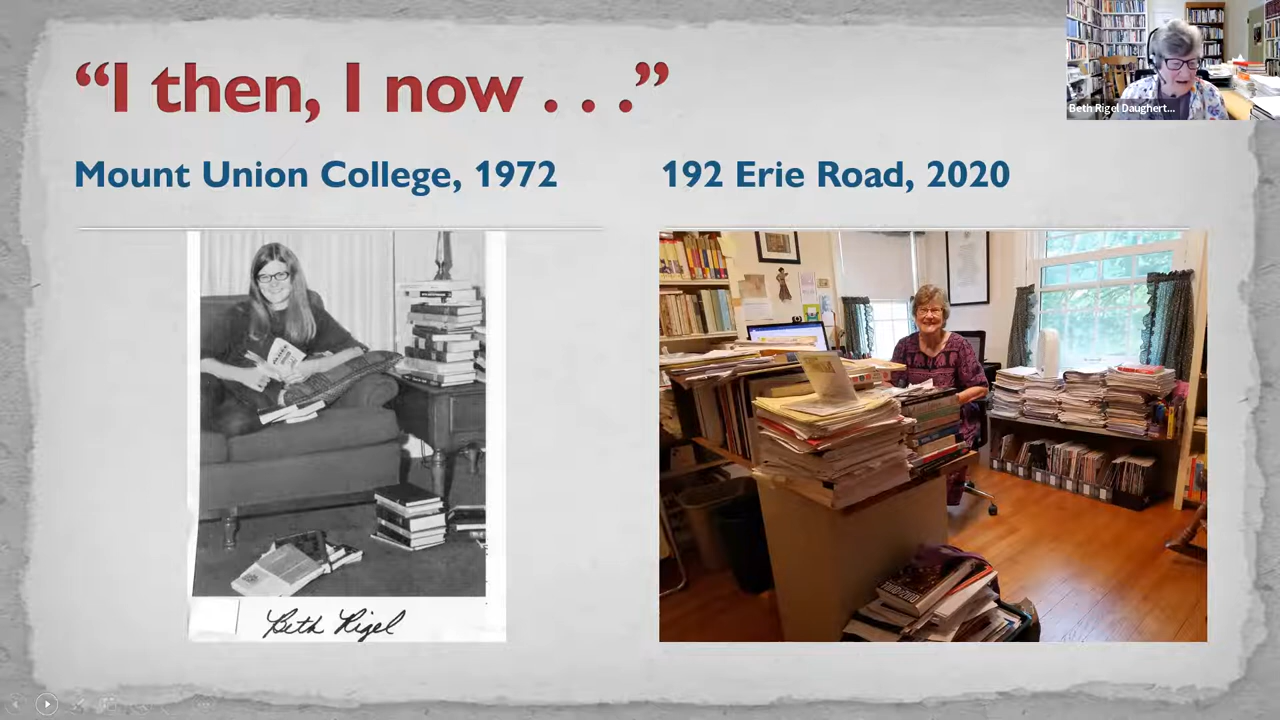 “I then, I now . . .”
Beth Rigel Daughert...
Mount Union College, 1972
192 Erie Road, 2020
Beth Rigel